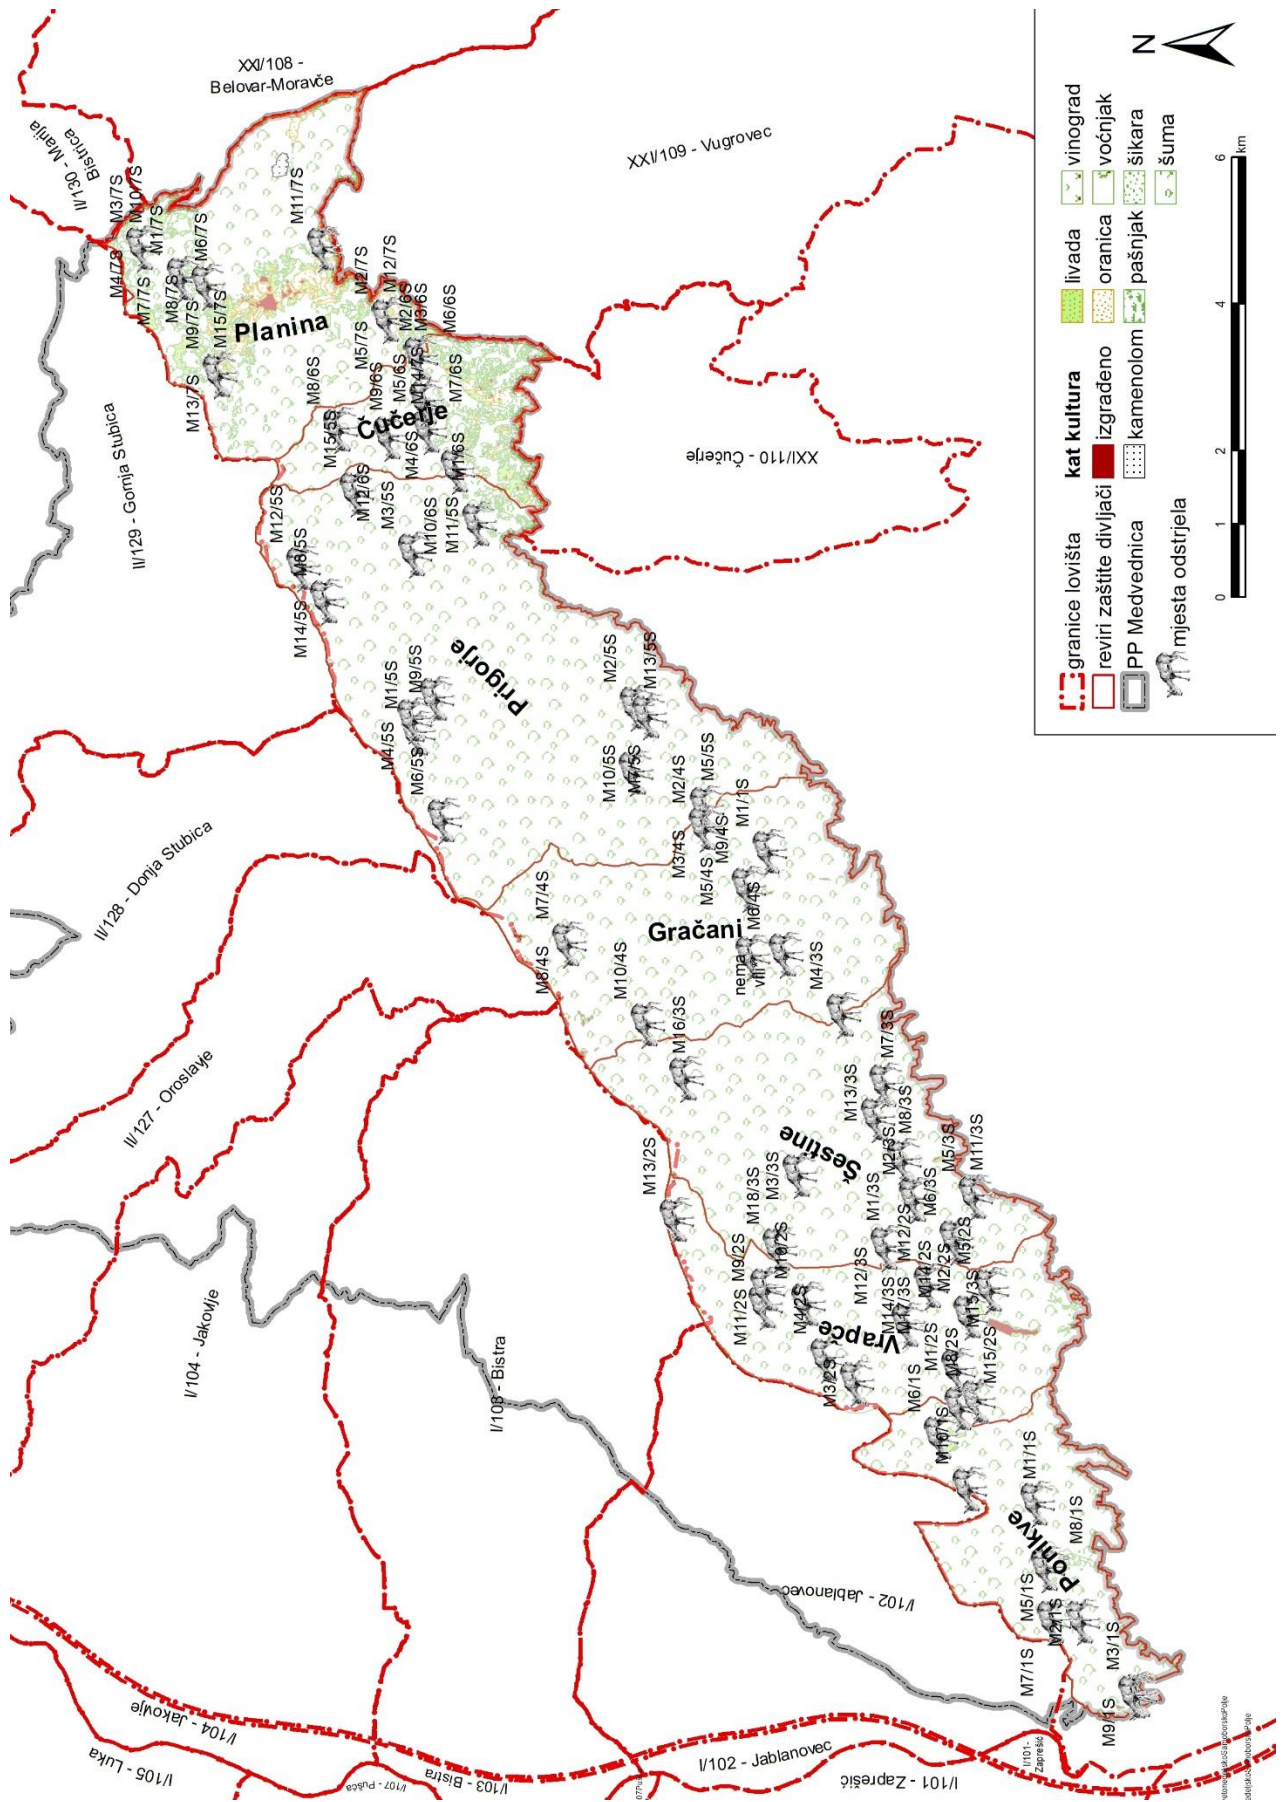 XXI/108 -
Belovar-Moravče
II/130 - Marija
Bistrica
XXI/109 - Vugrovec
XXI/110 - Čučerje
II/129 - Gornja Stubica
II/128 - Donja Stubica
II/127 - Oroslavje
I/104 - Jakovlje
I/103 - Bistra
I/102 - Jablanovec
I/105 - Luka
I/104 - Jakovlje
I/107 - Pušća
I/103 - Bistra
I/102 - Jablanovec
I/101 - Zaprešić
I/101-
Zaprešić
Planina
M3/7S
M10/7S
M1/7S
M4/7S
M7/7S
M8/7S
M6/7S
M9/7S
M15/7S
M13/7S
M11/7S
M2/7S
M12/7S
M5/7S
M14/7S
Čučerje
M2/6S
M3/6S
M6/6S
M8/6S
M9/6S
M5/6S
M7/6S
M4/6S
M1/6S
M12/6S
M10/6S
Prigorje
M15/5S
M3/5S
M11/5S
M12/5S
M8/5S
M14/5S
M1/5S
M9/5S
M4/5S
M6/5S
M2/5S
M13/5S
M10/5S
M7/5S
M5/5S
Gračani
M2/4S
M1/1S
M3/4S
M9/4S
M5/4S
M6/4S
M7/4S
M8/4S
M10/4S
nema
vili
M4/3S
Šestine
M16/3S
M7/3S
M13/3S
M8/3S
M2/3S
M5/3S
M11/3S
M18/3S
M3/3S
M1/3S
M6/3S
M12/3S
M14/3S
M17/3S
M15/3S
Vrapče
M13/2S
M9/2S
M10/2S
M11/2S
M4/2S
M3/2S
M12/2S
M14/2S
M2/2S
M5/2S
M1/2S
M8/2S
M15/2S
Ponikve
M6/1S
M10/1S
M1/1S
M8/1S
M5/1S
M2/1S
M3/1S
M7/1S
M9/1S
N
granice lovišta
reviri zaštite divljači
PP Medvednica
mjesta odstrjela
kat kultura
izgrađeno
kamenolom
livada
oranica
pašnjak
vinograd
voćnjak
šikara
šuma
0 1 2 4 6
km